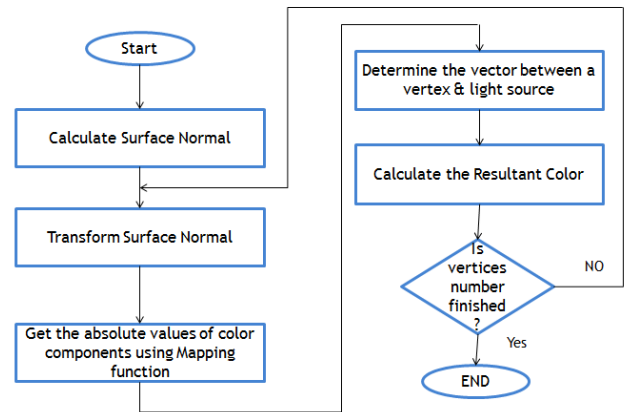 Start
Calculate Surface Normal
Transform Surface Normal
Get the absolute values of color
components using Mapping
function
Determine the vector between a
vertex & light source
Calculate the Resultant Color
Is
vertices
number
finished
?
NO
Yes
END